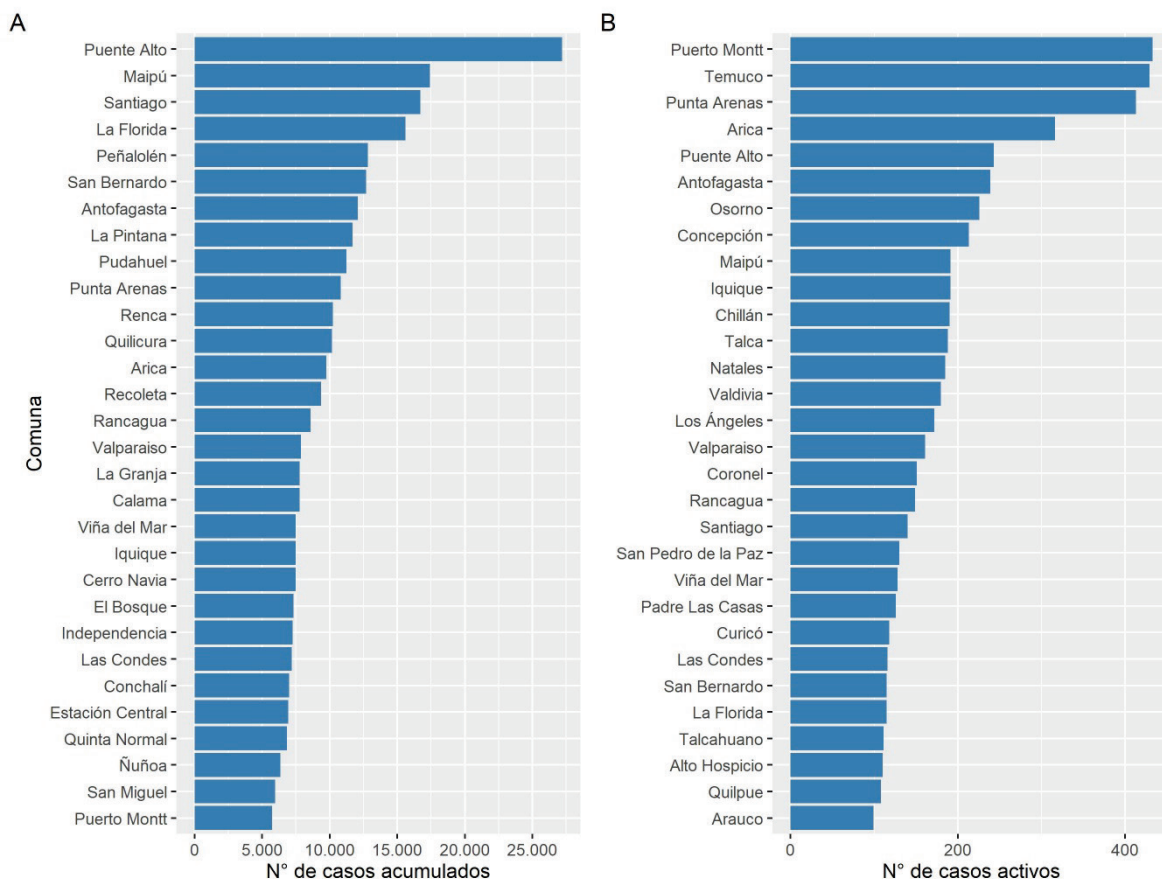 A
Puente Alto
Maipú
Santiago
La Florida
Peñalolén
San Bernardo
Antofagasta
La Pintana
Pudahuel
Punta Arenas
Renca
Quilicura
Arica
Recoleta
Rancagua
Valparaiso
La Granja
Calama
Viña del Mar
Iquique
Cerro Navia
El Bosque
Independencia
Las Condes
Conchalí
Estación Central
Quinta Normal
Ñuñoa
San Miguel
Puerto Montt
Comuna
0 5.000 10.000 15.000 20.000 25.000
N° de casos acumulados
B
Puerto Montt
Temuco
Punta Arenas
Arica
Puente Alto
Antofagasta
Osorno
Concepción
Maipú
Iquique
Chillán
Talca
Natales
Valdivia
Los Ángeles
Valparaiso
Coronel
Rancagua
Santiago
San Pedro de la Paz
Viña del Mar
Padre Las Casas
Curicó
Las Condes
San Bernardo
La Florida
Talcahuano
Alto Hospicio
Quilpue
Arauco
0 200 400
N° de casos activos